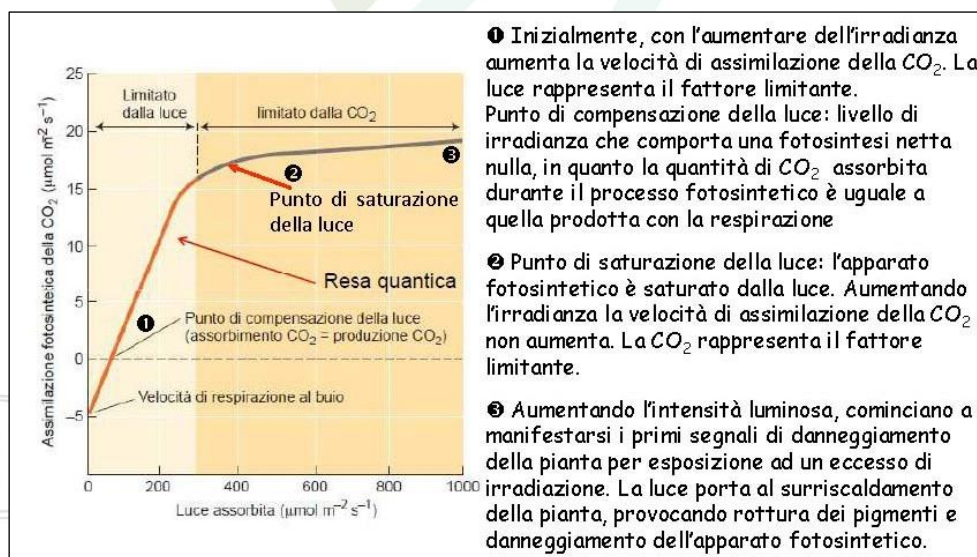 25
20
15
10
5
0
–5
Assimilazione fotosintetica della CO₂ (µmol m⁻² s⁻¹)
Limitato
dalla luce
limitato dalla CO₂
❷
❸
Punto di saturazione
della luce
Resa quantica
❶
Punto di compensazione della luce
(assorbimento CO₂ = produzione CO₂)
Velocità di respirazione al buio
0 200 400 600 800 1000
Luce assorbita (µmol m⁻² s⁻¹)
❶ Inizialmente, con l'aumentare dell'irradianza
aumenta la velocità di assimilazione della CO₂. La
luce rappresenta il fattore limitante.
Punto di compensazione della luce: livello di
irradianza che comporta una fotosintesi netta
nulla, in quanto la quantità di CO₂ assorbita
durante il processo fotosintetico è uguale a
quella prodotta con la respirazione
❷ Punto di saturazione della luce: l'apparato
fotosintetico è saturato dalla luce. Aumentando
l'irradianza la velocità di assimilazione della CO₂
non aumenta. La CO₂ rappresenta il fattore
limitante.
❸ Aumentando l'intensità luminosa, cominciano a
manifestarsi i primi segnali di danneggiamento
della pianta per esposizione ad un eccesso di
irradiazione. La luce porta al surriscaldamento
della pianta, provocando rottura dei pigmenti e
danneggiamento dell'apparato fotosintetico.